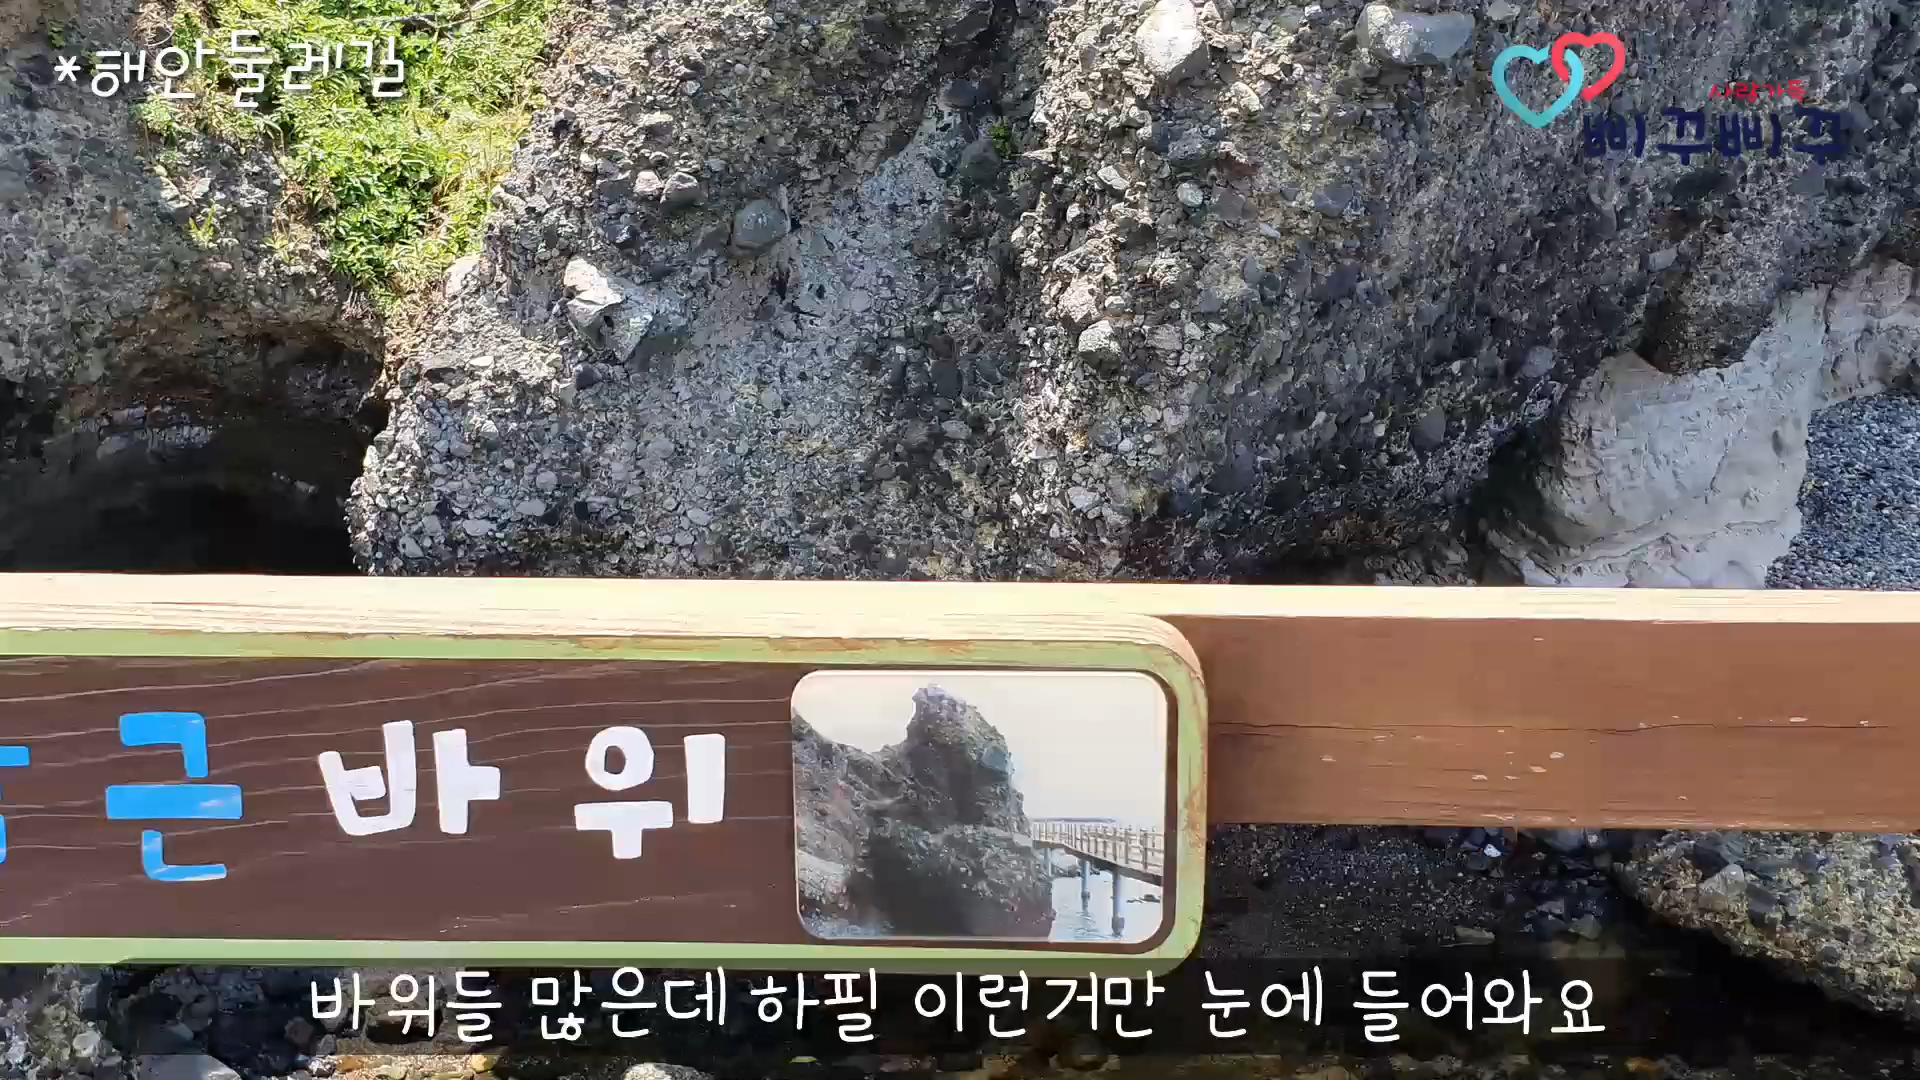 *해안둘레길
사랑가득
삐꾸삐꾸
근바위
바위들 많은데 하필 이런거만 눈에 들어와요